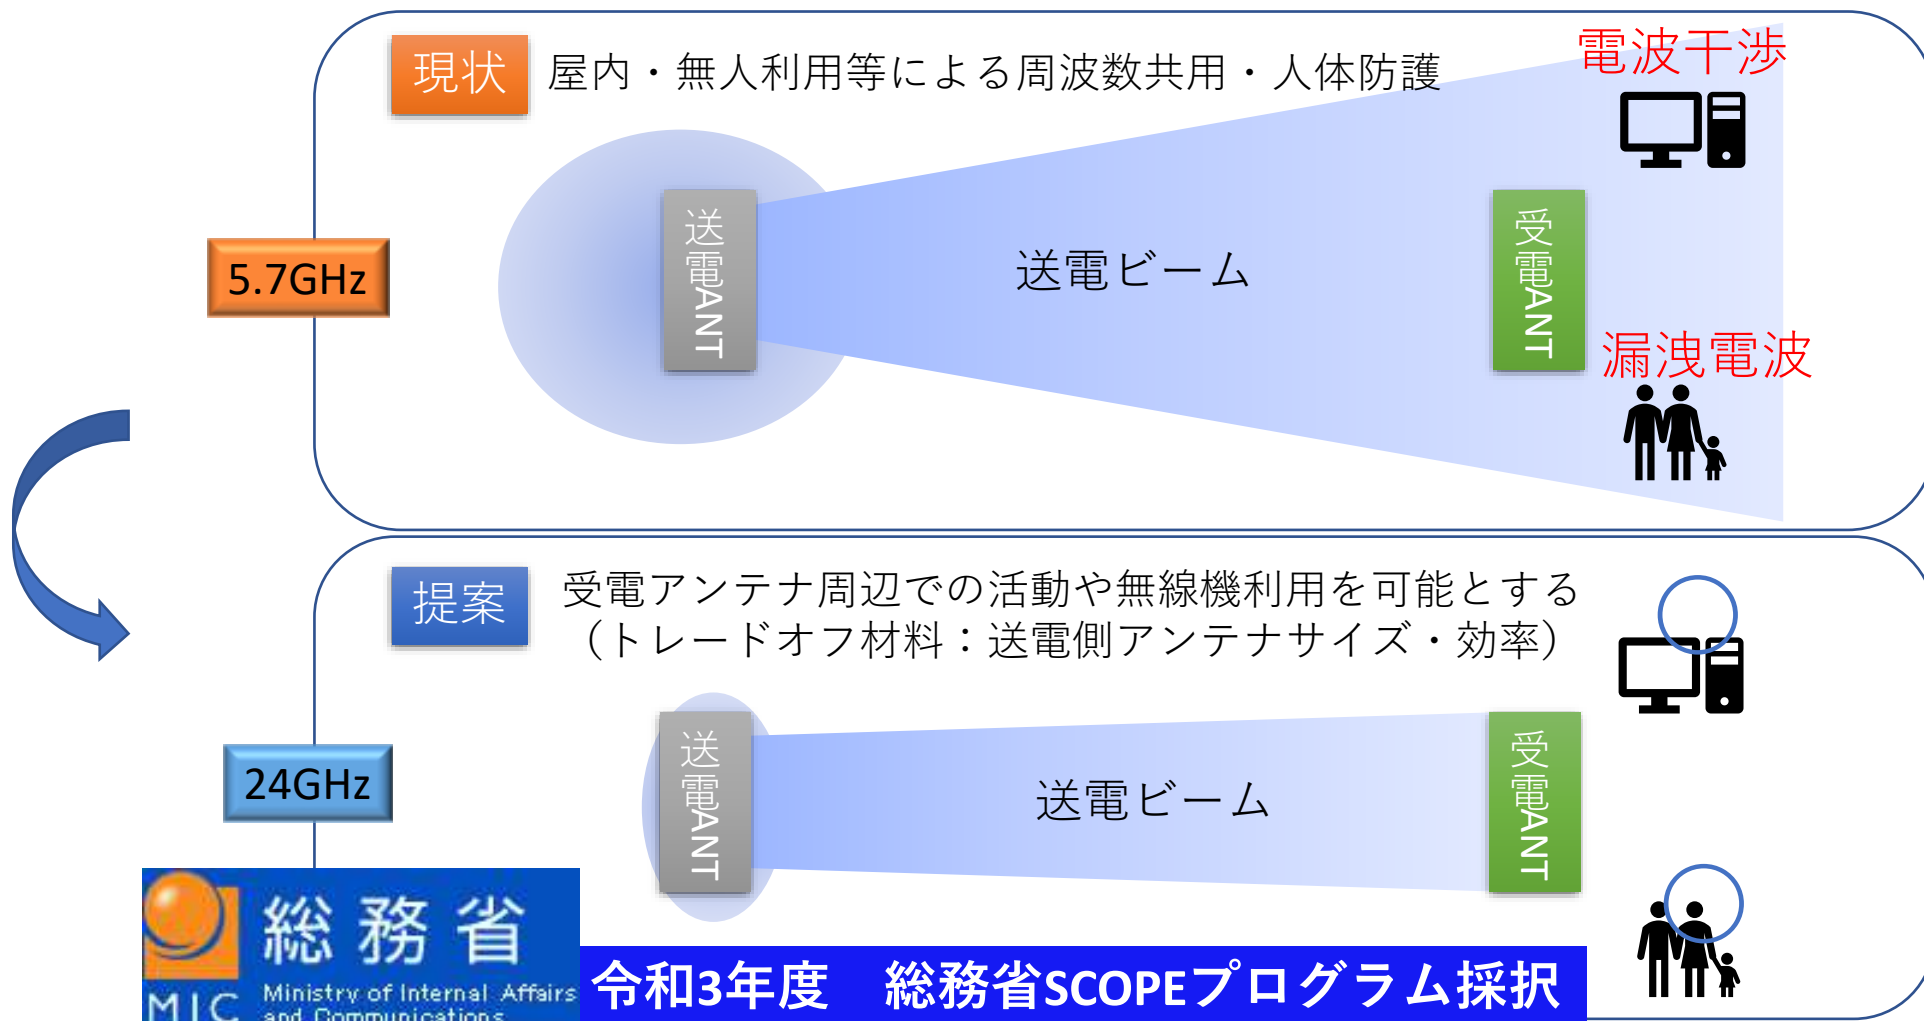 現状
屋内・無人利用等による周波数共用・人体防護
電波干渉
5.7GHz
送電ANT
送電ビーム
受電ANT
漏洩電波
提案
受電アンテナ周辺での活動や無線機利用を可能とする
（トレードオフ材料：送電側アンテナサイズ・効率）
24GHz
送電ANT
送電ビーム
受電ANT
総務省
MIC
Ministry of Internal Affairs
and Communications
令和3年度　総務省SCOPEプログラム採択